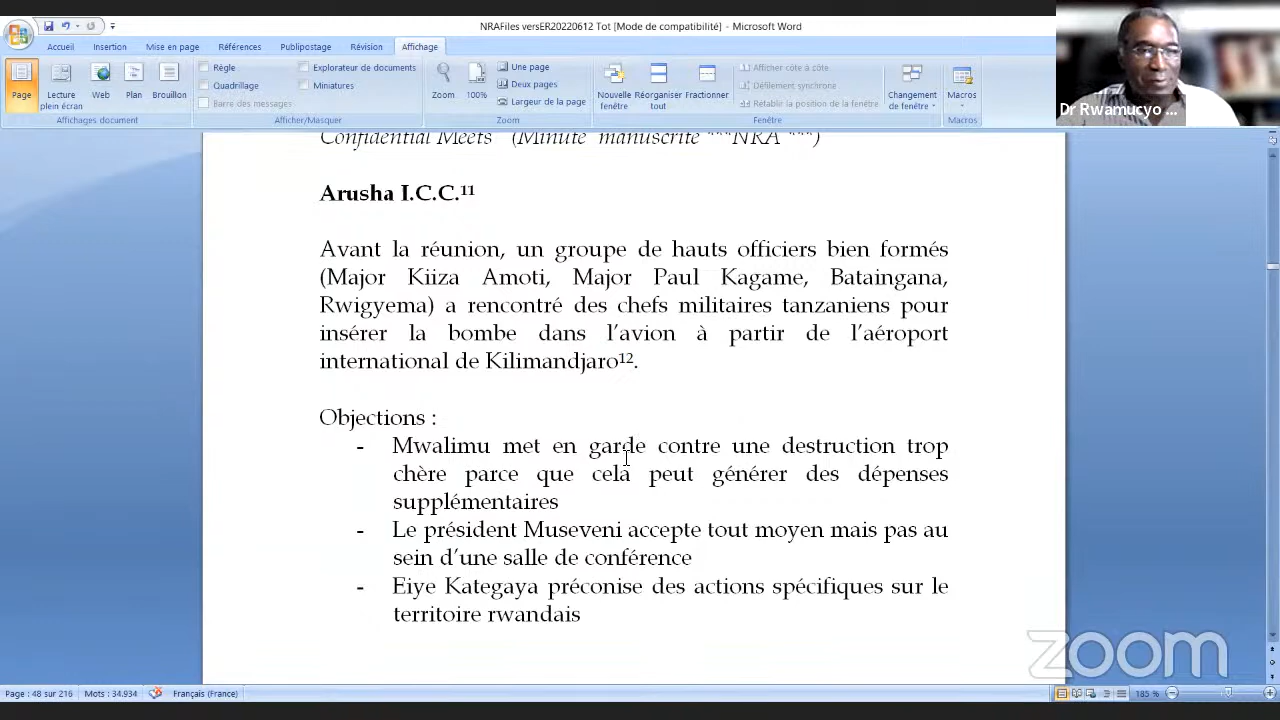 NRAFiles versER20220612 Tot [Mode de compatibilité] - Microsoft Word
Accueil Insertion Mise en page Références Publipostage Révision Affichage
Page
Lecture plein écran
Web
Plan
Brouillon
Affichages document
Règle
Quadrillage
Barre des messages
Explorateur de documents
Miniatures
Afficher/Masquer
Zoom
100%
Une page
Deux pages
Largeur de la page
Zoom
Nouvelle fenêtre
Réorganiser tout
Fractionner
Afficher côte à côte
Défilement synchrone
Rétablir la position de la fenêtre
Changement de fenêtre
Fenêtre
Macros
Macros
Dr Rwamucyo ...
Confidential Meets (Minute manuscrite ***NRA ***)
Arusha I.C.C.¹¹
Avant la réunion, un groupe de hauts officiers bien formés
(Major Kiiza Amoti, Major Paul Kagame, Bataingana,
Rwigyema) a rencontré des chefs militaires tanzaniens pour
insérer la bombe dans l’avion à partir de l’aéroport
international de Kilimandjaro¹².
Objections :
- Mwalimu met en garde contre une destruction trop
chère parce que cela peut générer des dépenses
supplémentaires
- Le président Museveni accepte tout moyen mais pas au
sein d’une salle de conférence
- Eiye Kategaya préconise des actions spécifiques sur le
territoire rwandais
zoom
Page : 48 sur 216 Mots : 34.934 Français (France) 185 %